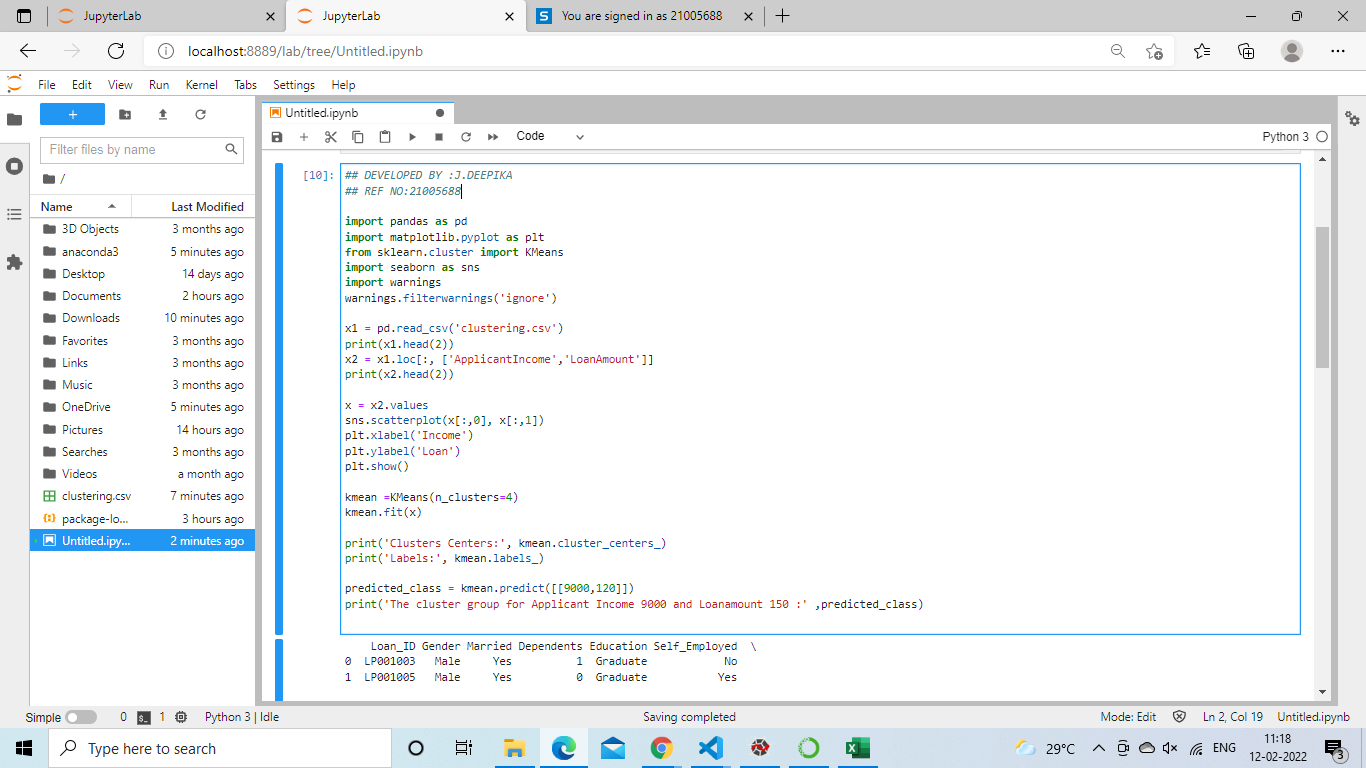 JupyterLab
JupyterLab
You are signed in as 21005688
localhost:8889/lab/tree/Untitled.ipynb
File Edit View Run Kernel Tabs Settings Help
Filter files by name
/
Name Last Modified
3D Objects 3 months ago
anaconda3 5 minutes ago
Desktop 14 days ago
Documents 2 hours ago
Downloads 10 minutes ago
Favorites 3 months ago
Links 3 months ago
Music 3 months ago
OneDrive 5 minutes ago
Pictures 14 hours ago
Searches 3 months ago
Videos a month ago
clustering.csv 7 minutes ago
package-lo... 3 hours ago
Untitled.ipy... 2 minutes ago
Untitled.ipynb
Code
Python 3
[10]:
## DEVELOPED BY :J.DEEPIKA
## REF NO:21005688
import pandas as pd
import matplotlib.pyplot as plt
from sklearn.cluster import KMeans
import seaborn as sns
import warnings
warnings.filterwarnings('ignore')
x1 = pd.read_csv('clustering.csv')
print(x1.head(2))
x2 = x1.loc[:, ['ApplicantIncome','LoanAmount']]
print(x2.head(2))
x = x2.values
sns.scatterplot(x[:,0], x[:,1])
plt.xlabel('Income')
plt.ylabel('Loan')
plt.show()
kmean =KMeans(n_clusters=4)
kmean.fit(x)
print('Clusters Centers:', kmean.cluster_centers_)
print('Labels:', kmean.labels_)
predicted_class = kmean.predict([[9000,120]])
print('The cluster group for Applicant Income 9000 and Loanamount 150 :' ,predicted_class)
Loan_ID Gender Married Dependents Education Self_Employed \
0 LP001003 Male Yes 1 Graduate No
1 LP001005 Male Yes 0 Graduate Yes
Simple 0 1 Python 3 | Idle Saving completed Mode: Edit Ln 2, Col 19 Untitled.ipynb
Type here to search
29°C
ENG
11:18
12-02-2022
3